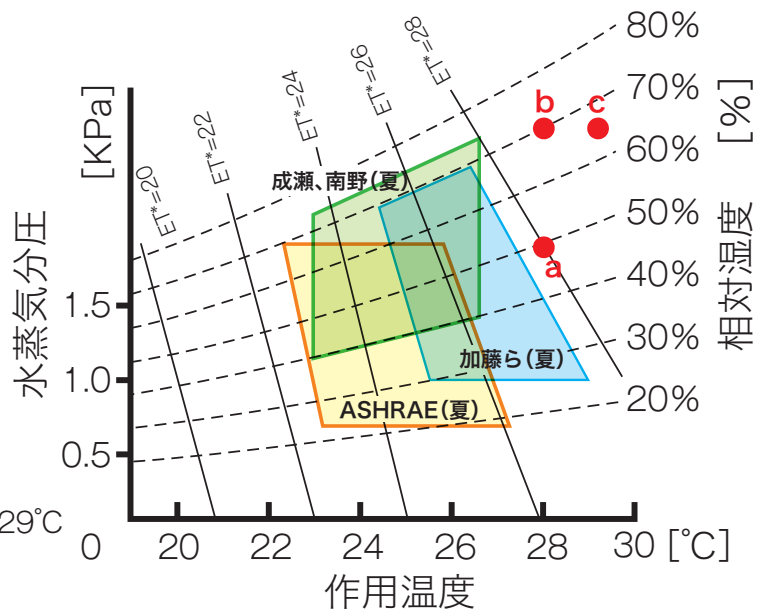 80%
70%
60%
50%
40%
30%
20%
相対湿度 [%]
ET*=20
ET*=22
ET*=24
ET*=26
ET*=28
b
c
a
成瀬、南野(夏)
加藤ら(夏)
ASHRAE(夏)
水蒸気分圧 [KPa]
1.5
1.0
0.5
29℃
0
20
22
24
26
28
30 [℃]
作用温度